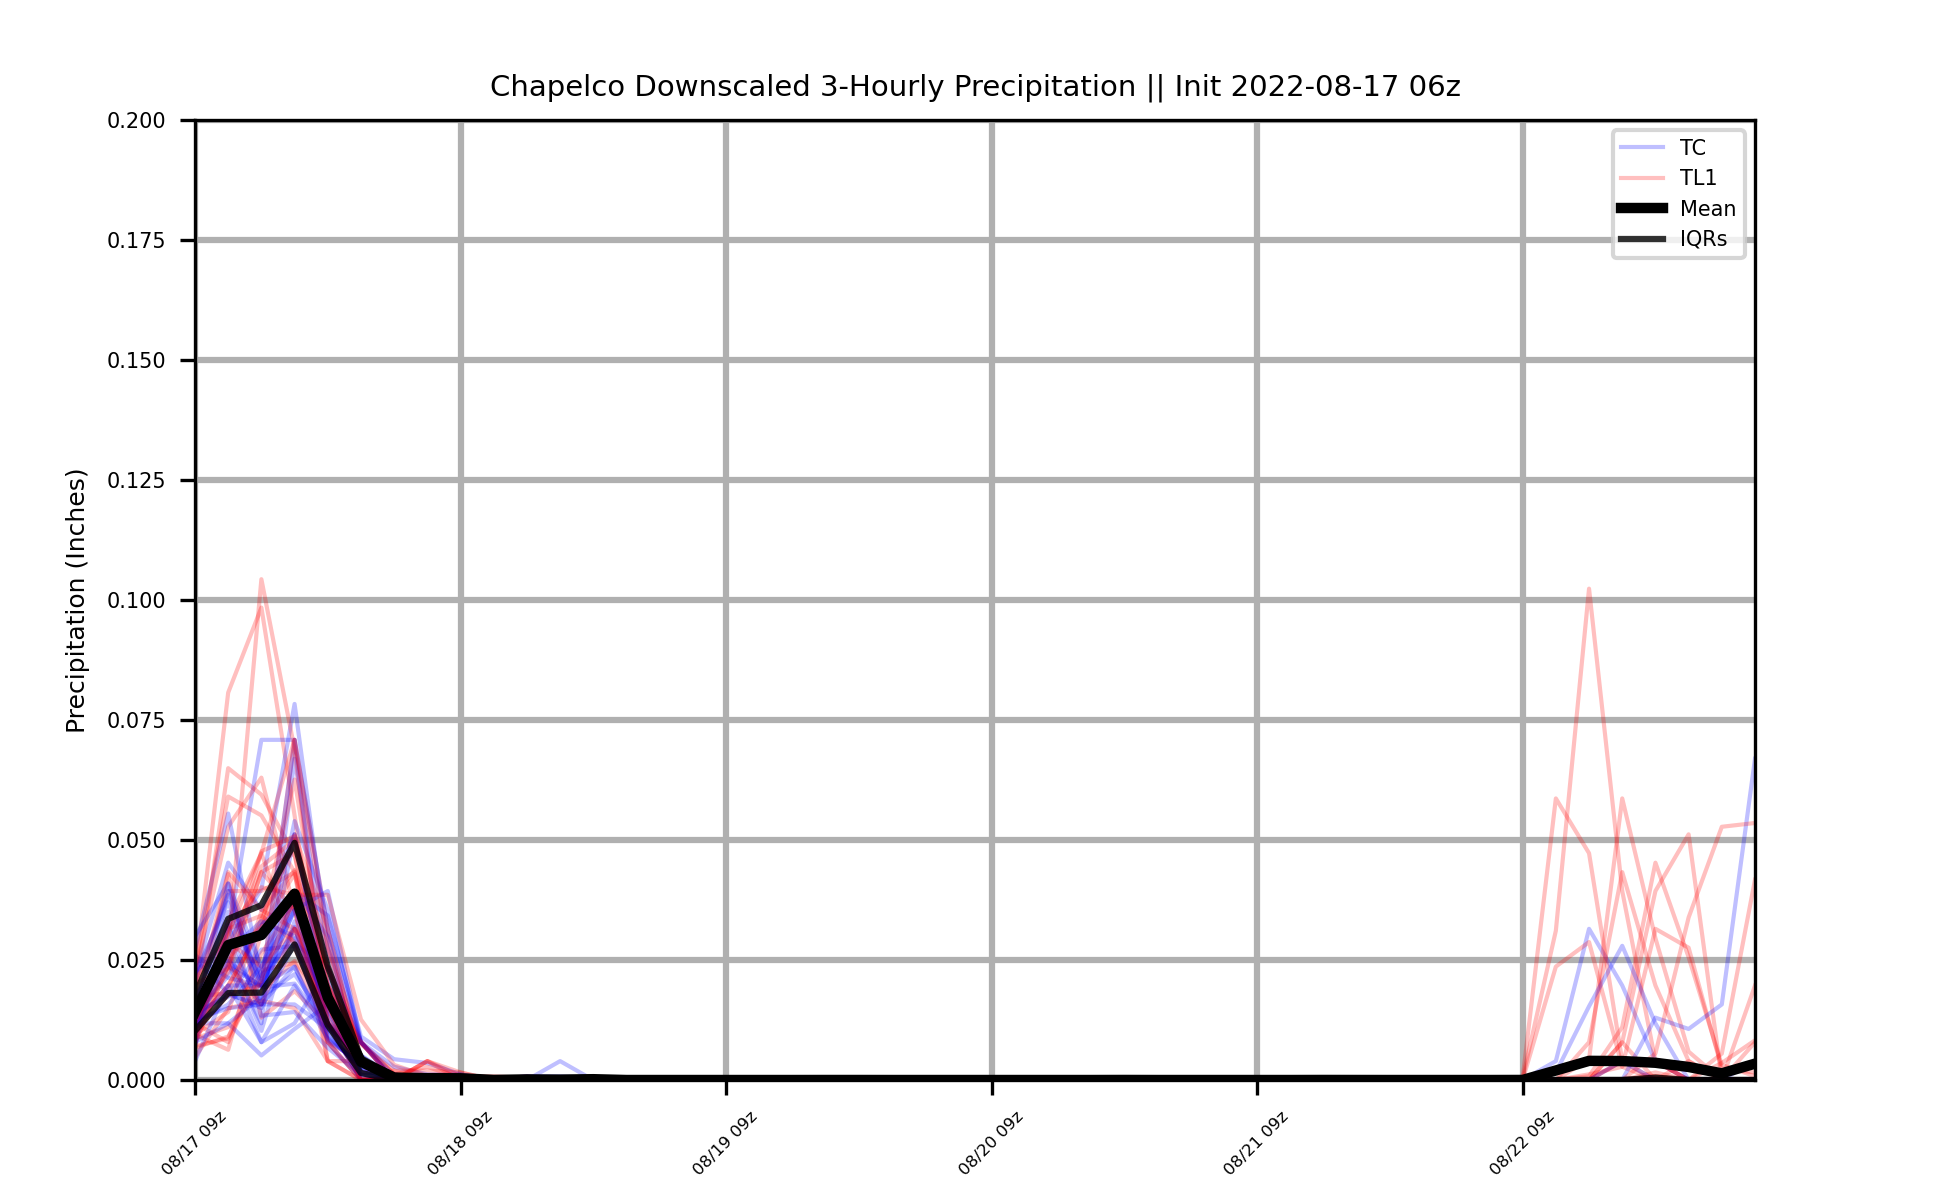 Chapelco Downscaled 3-Hourly Precipitation || Init 2022-08-17 06z
Precipitation (Inches)
0.200
0.175
0.150
0.125
0.100
0.075
0.050
0.025
0.000
TC
TL1
Mean
IQRs
08/17 09z
08/18 09z
08/19 09z
08/20 09z
08/21 09z
08/22 09z